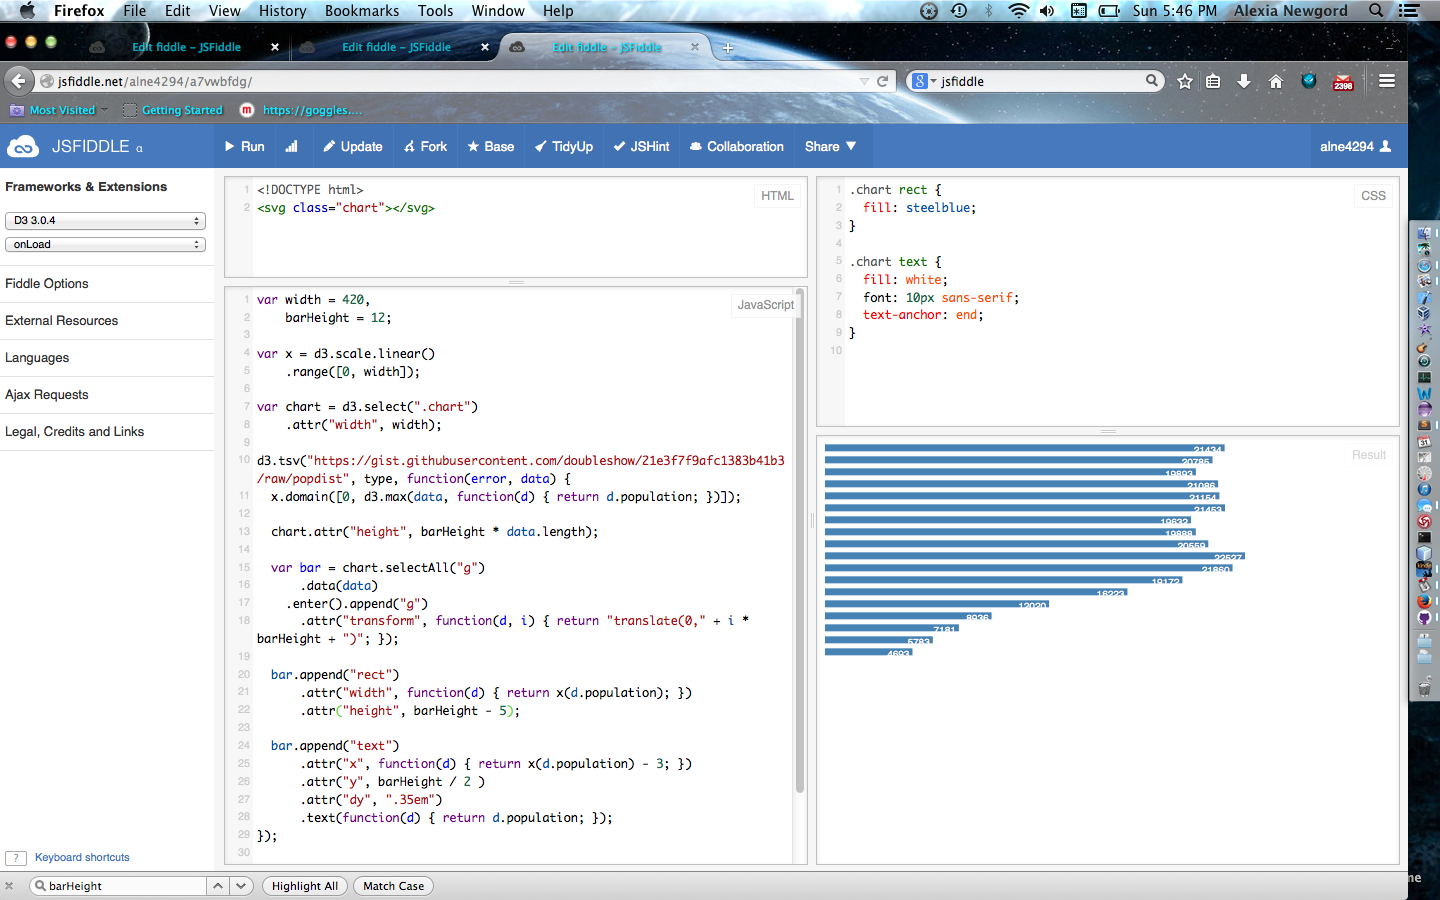 Firefox File Edit View History Bookmarks Tools Window Help Sun 5:46 PM Alexia Newgord
Edit fiddle – JSFiddle Edit fiddle – JSFiddle Edit fiddle – JSFiddle
jsfiddle.net/alne4294/a7vwbfdg/ jsfiddle 2398
Most Visited Getting Started m https://goggles....
JSFIDDLE α Run Update Fork Base TidyUp JSHint Collaboration Share ▼ alne4294
Frameworks & Extensions
D3 3.0.4
onLoad
Fiddle Options
External Resources
Languages
Ajax Requests
Legal, Credits and Links
? Keyboard shortcuts
HTML
1 <!DOCTYPE html>
2 <svg class="chart"></svg>
JavaScript
1 var width = 420,
2 barHeight = 12;
3
4 var x = d3.scale.linear()
5 .range([0, width]);
6
7 var chart = d3.select(".chart")
8 .attr("width", width);
9
10 d3.tsv("https://gist.githubusercontent.com/doubleshow/21e3f7f9afc1383b41b3
/raw/popdist", type, function(error, data) {
11 x.domain([0, d3.max(data, function(d) { return d.population; })]);
12
13 chart.attr("height", barHeight * data.length);
14
15 var bar = chart.selectAll("g")
16 .data(data)
17 .enter().append("g")
18 .attr("transform", function(d, i) { return "translate(0," + i *
barHeight + ")"; });
19
20 bar.append("rect")
21 .attr("width", function(d) { return x(d.population); })
22 .attr("height", barHeight - 5);
23
24 bar.append("text")
25 .attr("x", function(d) { return x(d.population) - 3; })
26 .attr("y", barHeight / 2 )
27 .attr("dy", ".35em")
28 .text(function(d) { return d.population; });
29 });
30
CSS
1 .chart rect {
2 fill: steelblue;
3 }
4
5 .chart text {
6 fill: white;
7 font: 10px sans-serif;
8 text-anchor: end;
9 }
10
Result
21434
20785
19893
21086
21154
21453
19632
19888
20559
22527
21860
19172
16223
12020
8936
7181
5783
4693
barHeight Highlight All Match Case